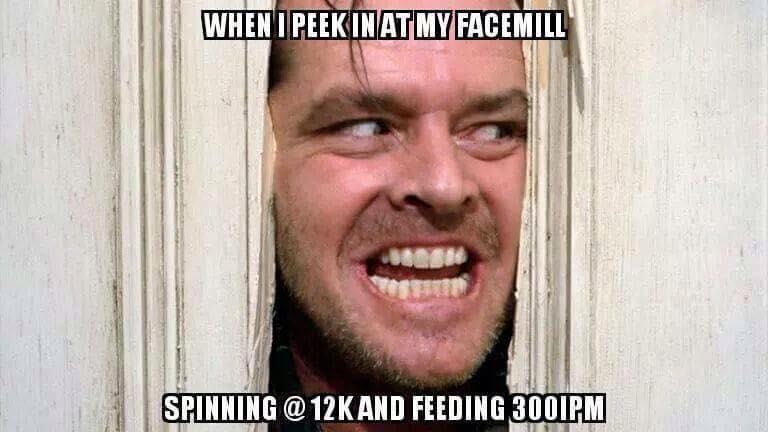 WHEN I PEEK IN AT MY FACEMILL
SPINNING @ 12K AND FEEDING 300IPM